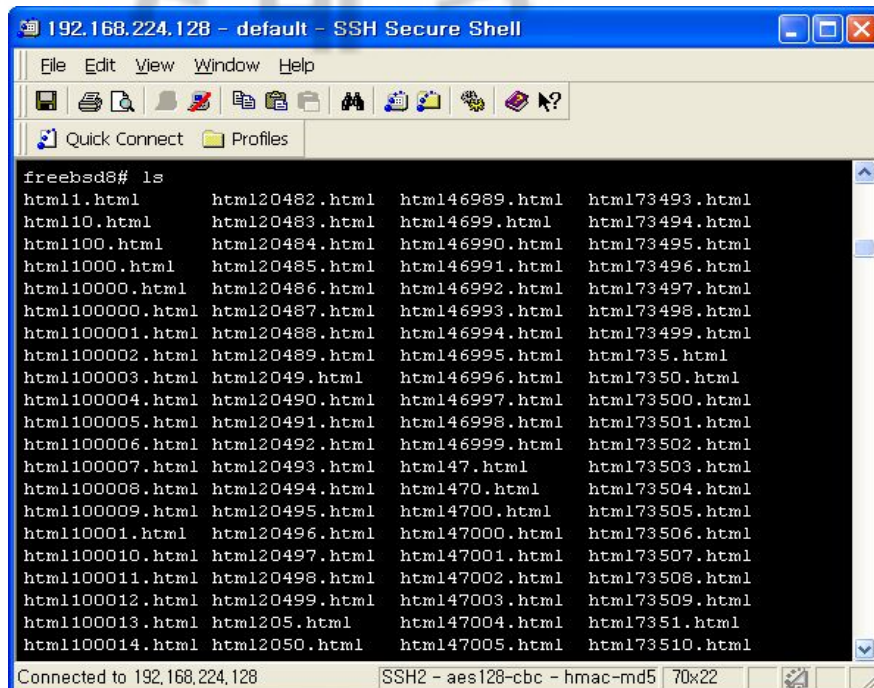 192.168.224.128 - default - SSH Secure Shell
File Edit View Window Help
Quick Connect Profiles
freebsd8# ls
html1.html html20482.html html46989.html html73493.html
html10.html html20483.html html4699.html html73494.html
html100.html html20484.html html46990.html html73495.html
html1000.html html20485.html html46991.html html73496.html
html10000.html html20486.html html46992.html html73497.html
html100000.html html20487.html html46993.html html73498.html
html100001.html html20488.html html46994.html html73499.html
html100002.html html20489.html html46995.html html735.html
html100003.html html2049.html html46996.html html7350.html
html100004.html html20490.html html46997.html html73500.html
html100005.html html20491.html html46998.html html73501.html
html100006.html html20492.html html46999.html html73502.html
html100007.html html20493.html html47.html html73503.html
html100008.html html20494.html html470.html html73504.html
html100009.html html20495.html html4700.html html73505.html
html10001.html html20496.html html47000.html html73506.html
html100010.html html20497.html html47001.html html73507.html
html100011.html html20498.html html47002.html html73508.html
html100012.html html20499.html html47003.html html73509.html
html100013.html html205.html html47004.html html7351.html
html100014.html html2050.html html47005.html html73510.html
Connected to 192.168.224.128 SSH2 - aes128-cbc - hmac-md5 70x22